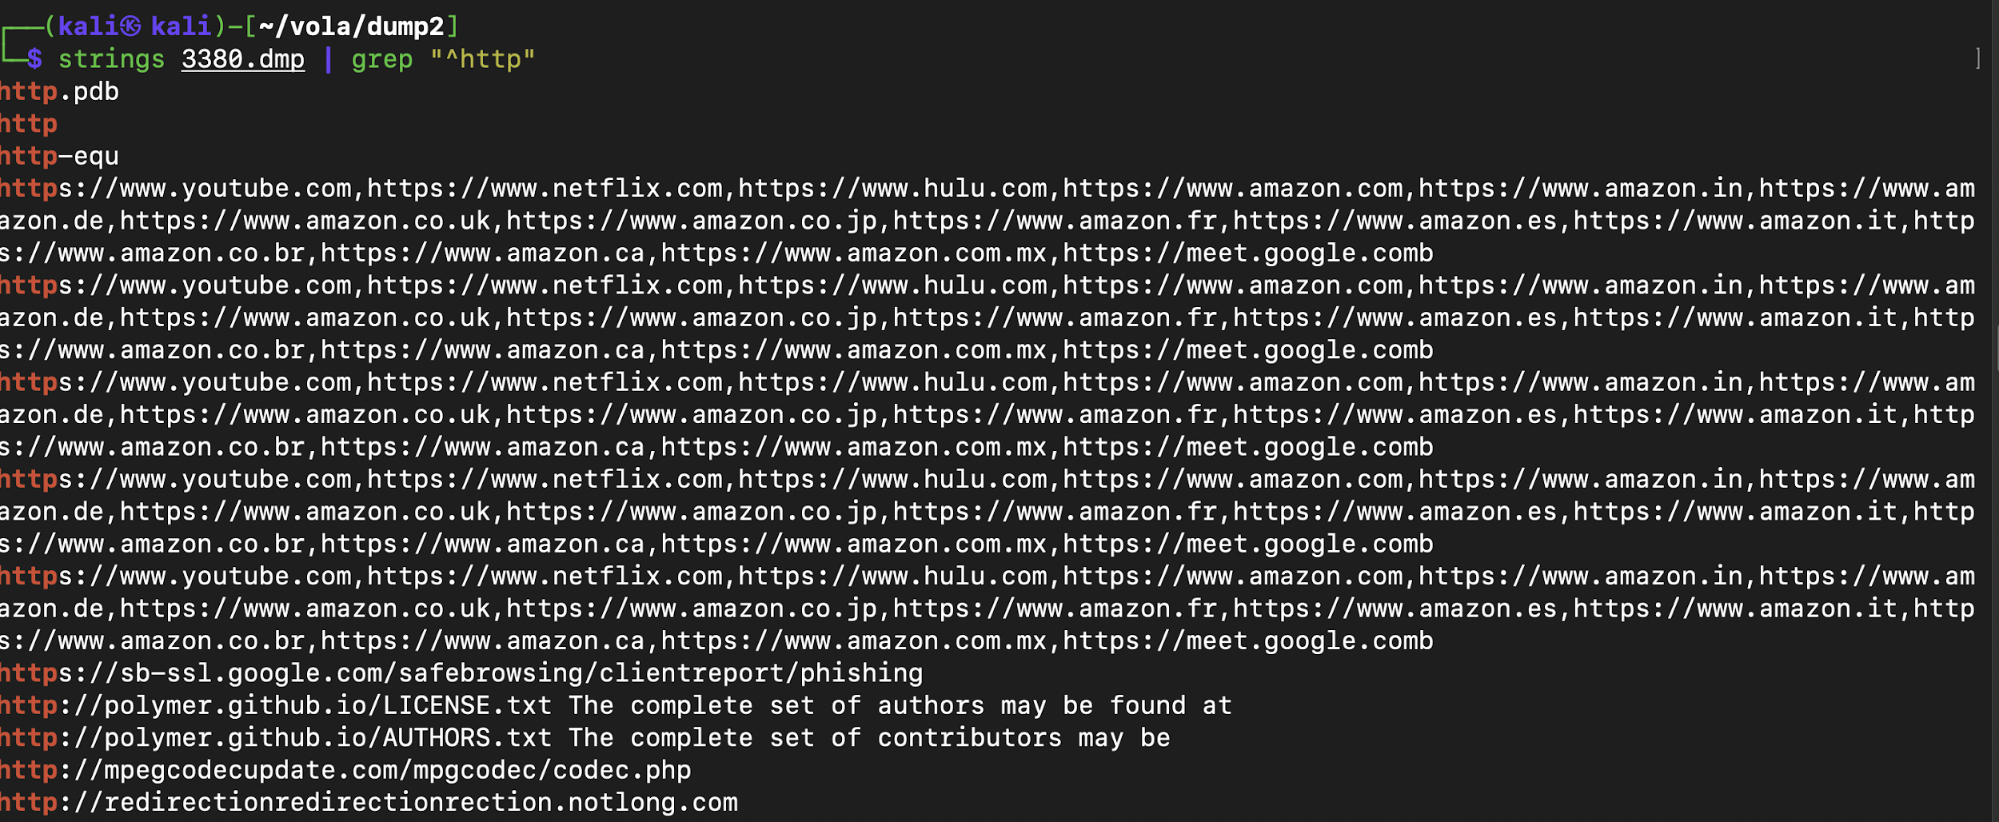 ┌──(kali㉿kali)-[~/vola/dump2]
└─$ strings 3380.dmp | grep "^http" ]
http.pdb
http
http-equ
https://www.youtube.com,https://www.netflix.com,https://www.hulu.com,https://www.amazon.com,https://www.amazon.in,https://www.am
azon.de,https://www.amazon.co.uk,https://www.amazon.co.jp,https://www.amazon.fr,https://www.amazon.es,https://www.amazon.it,http
s://www.amazon.co.br,https://www.amazon.ca,https://www.amazon.com.mx,https://meet.google.comb
https://www.youtube.com,https://www.netflix.com,https://www.hulu.com,https://www.amazon.com,https://www.amazon.in,https://www.am
azon.de,https://www.amazon.co.uk,https://www.amazon.co.jp,https://www.amazon.fr,https://www.amazon.es,https://www.amazon.it,http
s://www.amazon.co.br,https://www.amazon.ca,https://www.amazon.com.mx,https://meet.google.comb
https://www.youtube.com,https://www.netflix.com,https://www.hulu.com,https://www.amazon.com,https://www.amazon.in,https://www.am
azon.de,https://www.amazon.co.uk,https://www.amazon.co.jp,https://www.amazon.fr,https://www.amazon.es,https://www.amazon.it,http
s://www.amazon.co.br,https://www.amazon.ca,https://www.amazon.com.mx,https://meet.google.comb
https://www.youtube.com,https://www.netflix.com,https://www.hulu.com,https://www.amazon.com,https://www.amazon.in,https://www.am
azon.de,https://www.amazon.co.uk,https://www.amazon.co.jp,https://www.amazon.fr,https://www.amazon.es,https://www.amazon.it,http
s://www.amazon.co.br,https://www.amazon.ca,https://www.amazon.com.mx,https://meet.google.comb
https://www.youtube.com,https://www.netflix.com,https://www.hulu.com,https://www.amazon.com,https://www.amazon.in,https://www.am
azon.de,https://www.amazon.co.uk,https://www.amazon.co.jp,https://www.amazon.fr,https://www.amazon.es,https://www.amazon.it,http
s://www.amazon.co.br,https://www.amazon.ca,https://www.amazon.com.mx,https://meet.google.comb
https://sb-ssl.google.com/safebrowsing/clientreport/phishing
http://polymer.github.io/LICENSE.txt The complete set of authors may be found at
http://polymer.github.io/AUTHORS.txt The complete set of contributors may be
http://mpegcodecupdate.com/mpgcodec/codec.php
http://redirectionredirectionrection.notlong.com